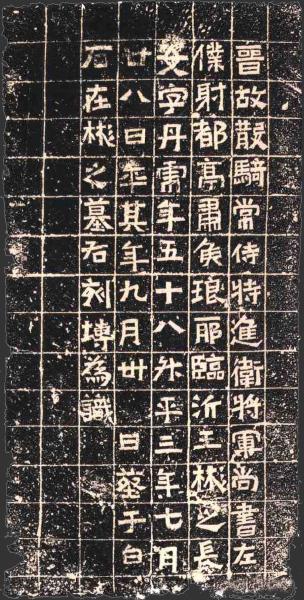 晉故散騎常侍特進衛將軍尚書左
僕射都亭肅侯琅耶臨沂王彬之長
女字丹虎年五十八升平三年七月
廿八日卒其年九月卅日葬于白
石在彬之墓右刻塼為識